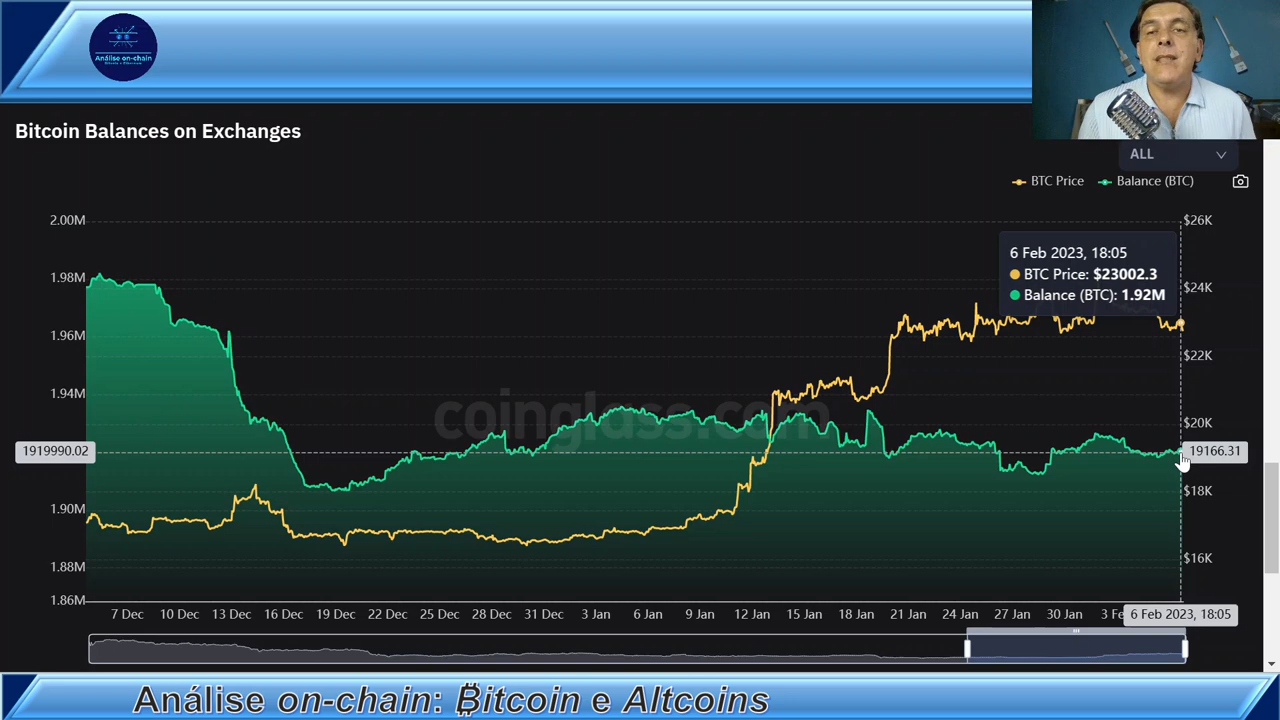 Análise on-chain
Bitcoin e Altcoins
Bitcoin Balances on Exchanges
ALL
BTC Price
Balance (BTC)
2.00M
1.98M
1.96M
1.94M
1919990.02
1.90M
1.88M
1.86M
$26K
$24K
$22K
$20K
19166.31
$18K
$16K
6 Feb 2023, 18:05
BTC Price: $23002.3
Balance (BTC): 1.92M
coinglass.com
7 Dec
10 Dec
13 Dec
16 Dec
19 Dec
22 Dec
25 Dec
28 Dec
31 Dec
3 Jan
6 Jan
9 Jan
12 Jan
15 Jan
18 Jan
21 Jan
24 Jan
27 Jan
30 Jan
3 Fe
6 Feb 2023, 18:05
Análise on-chain: ₿itcoin e Altcoins